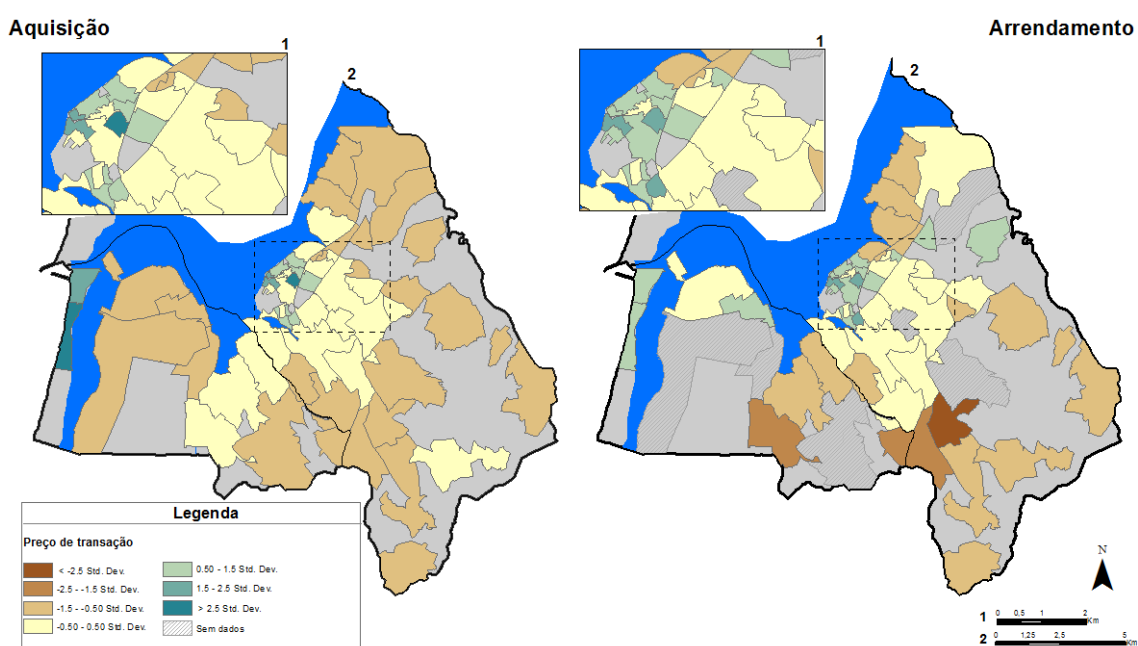 Aquisição
Arrendamento
1
2
1
2
Legenda
Preço de transação
< -2.5 Std. Dev.
-2.5 - -1.5 Std. Dev.
-1.5 - -0.50 Std. Dev.
-0.50 - 0.50 Std. Dev.
0.50 - 1.5 Std. Dev.
1.5 - 2.5 Std. Dev.
> 2.5 Std. Dev.
Sem dados
N
1 0 0,5 1 2 Km
2 0 1,25 2,5 5 Km